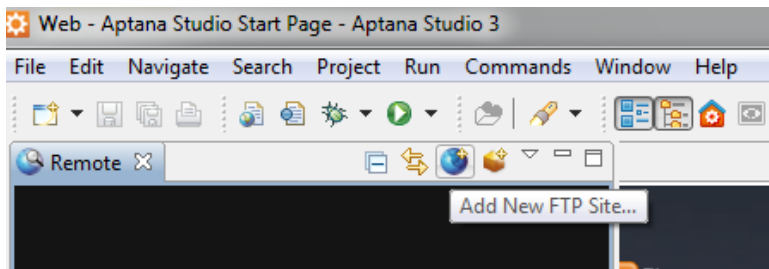 Web - Aptana Studio Start Page - Aptana Studio 3
File Edit Navigate Search Project Run Commands Window Help
Remote
Add New FTP Site...